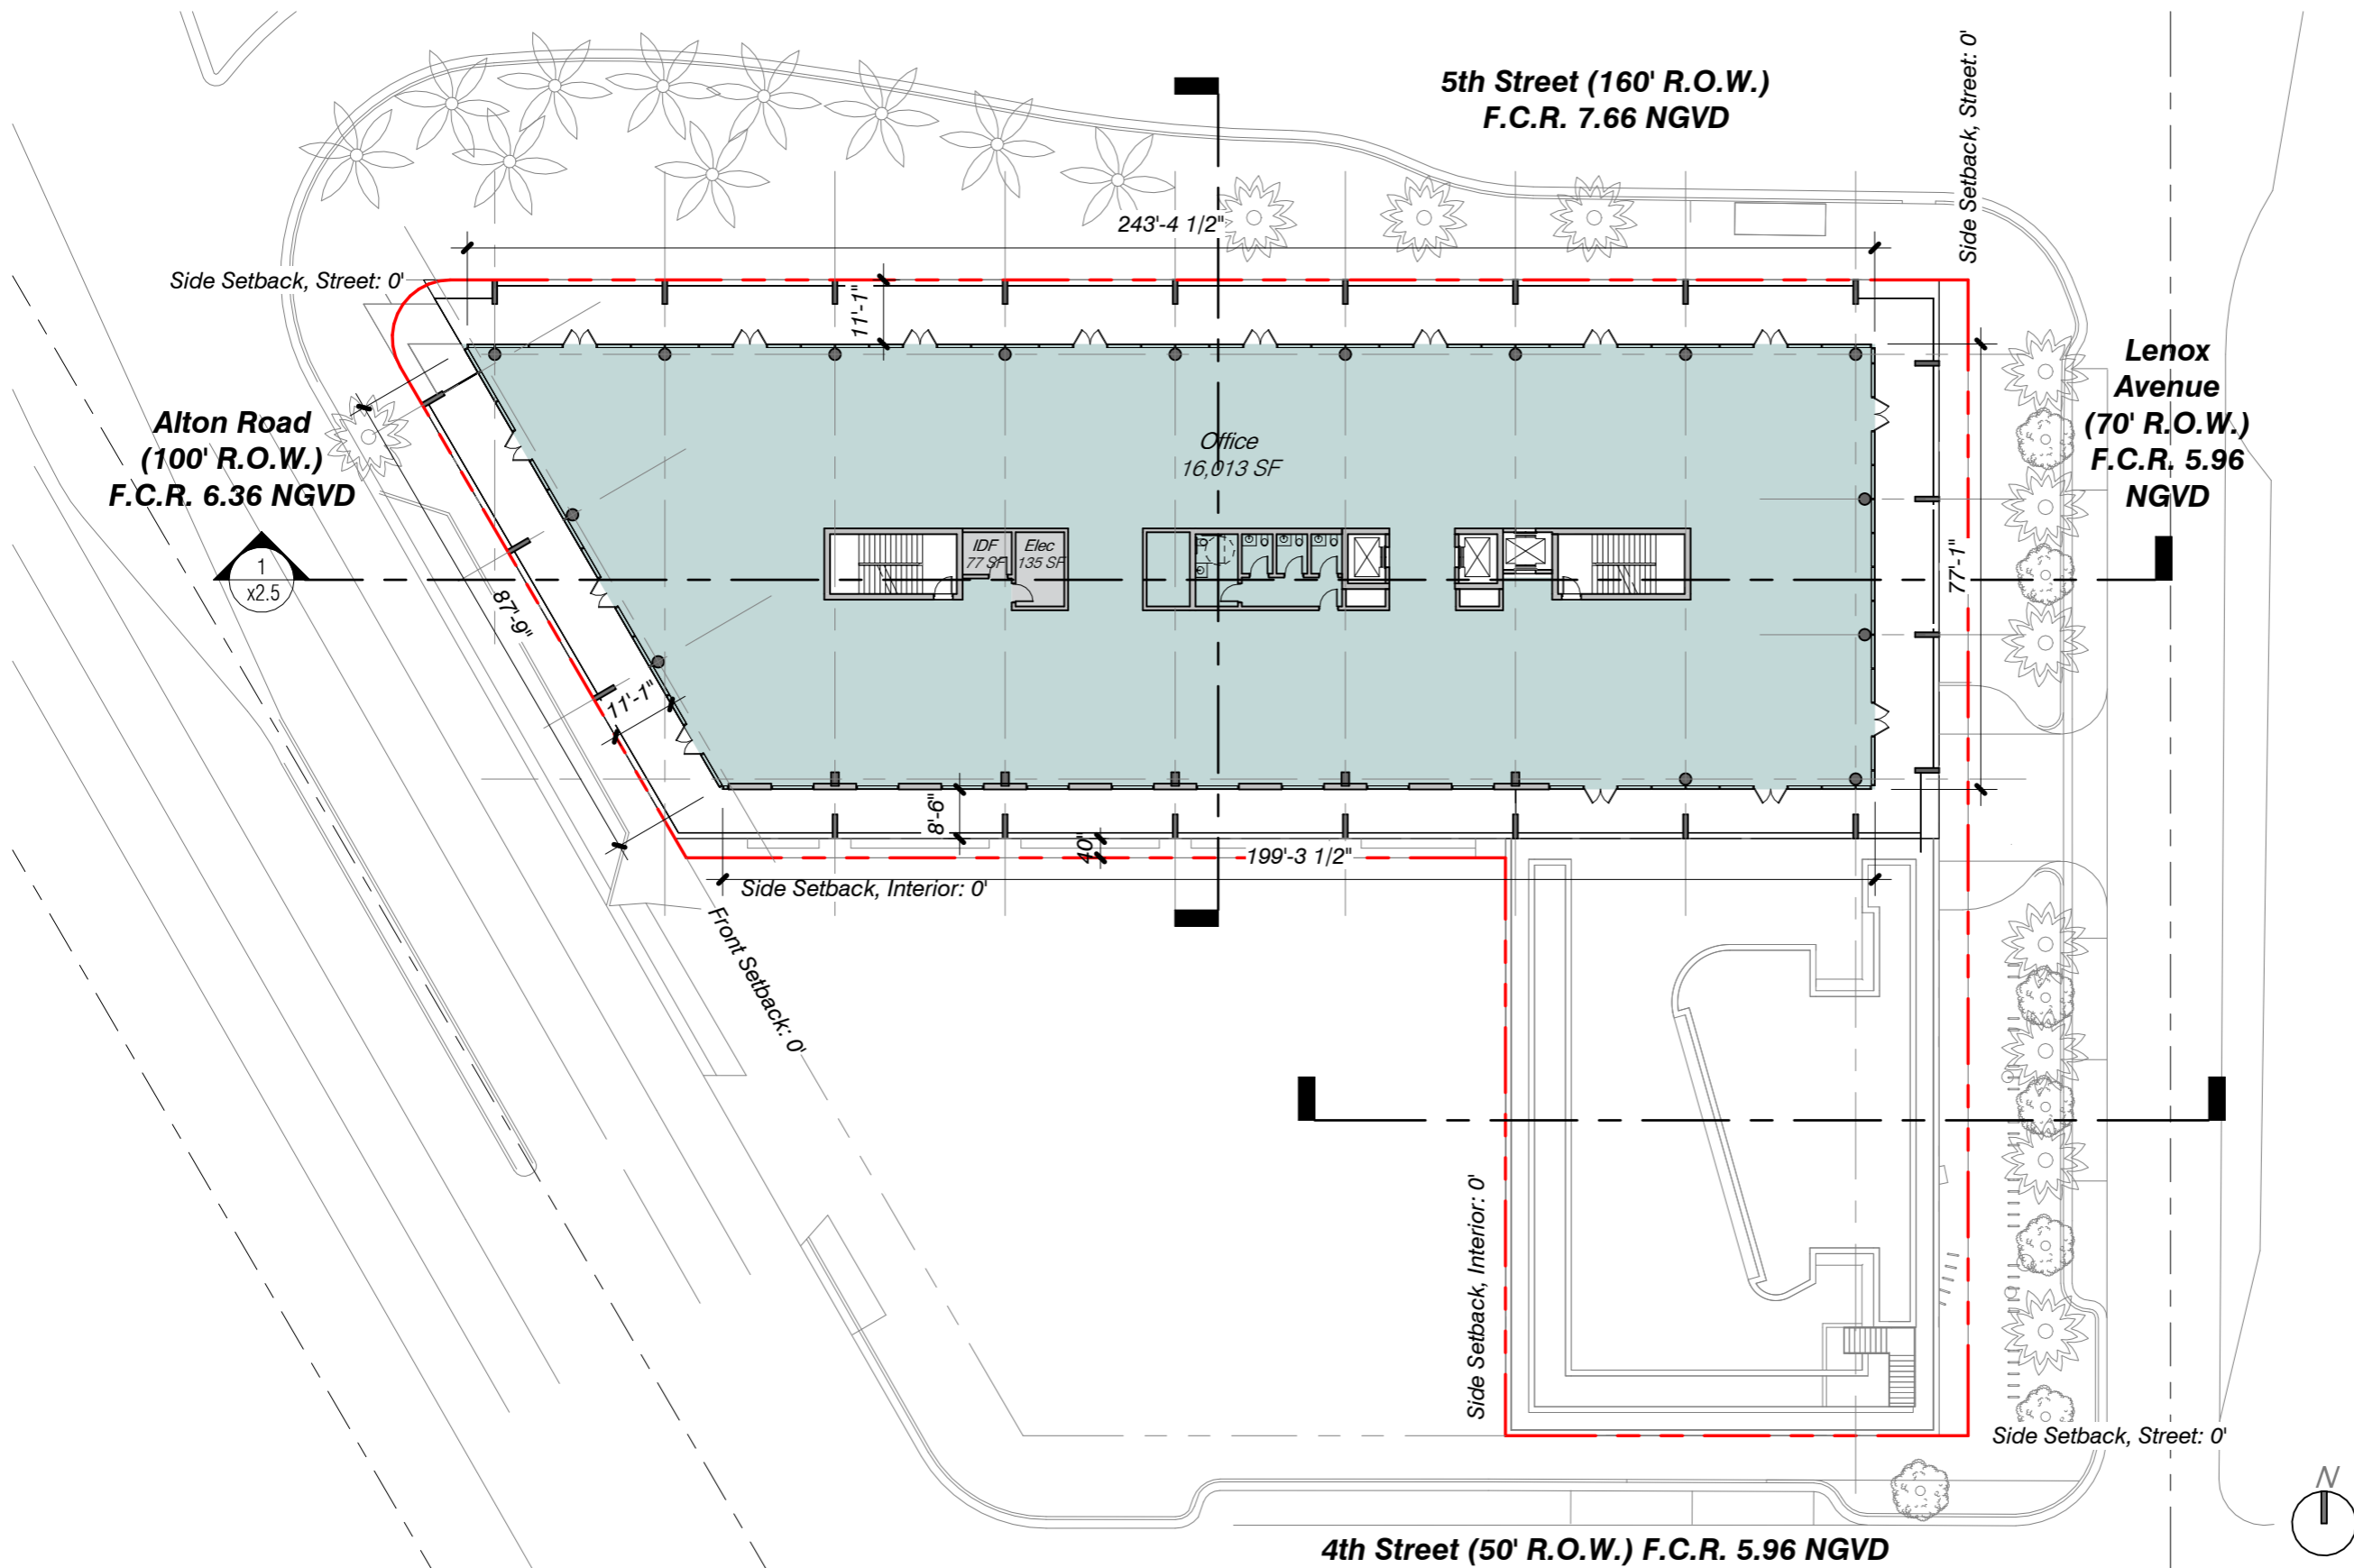 5th Street (160' R.O.W.)
F.C.R. 7.66 NGVD
Side Setback, Street: 0'
243'-4 1/2"
Side Setback, Street: 0'
11'-1"
Lenox
Avenue
(70' R.O.W.)
F.C.R. 5.96
NGVD
Alton Road
(100' R.O.W.)
F.C.R. 6.36 NGVD
Office
16,013 SF
IDF
77 SF
Elec
135 SF
1
x2.5
77'-1"
87'-9"
11'-1"
8'-6"
40"
199'-3 1/2"
Side Setback, Interior: 0'
Front Setback: 0'
Side Setback, Interior: 0'
Side Setback, Street: 0'
N
4th Street (50' R.O.W.) F.C.R. 5.96 NGVD